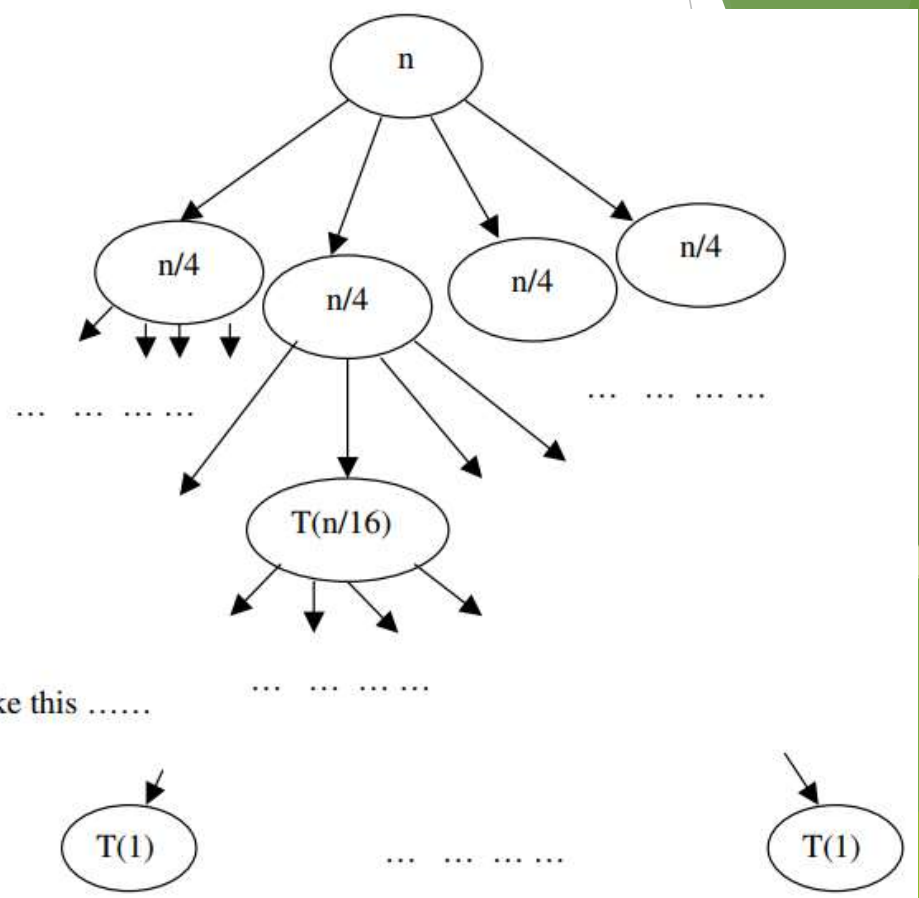 n
n/4
n/4
n/4
n/4
… … … …
… … … …
T(n/16)
… … … …
ke this ……
T(1)
… … … …
T(1)